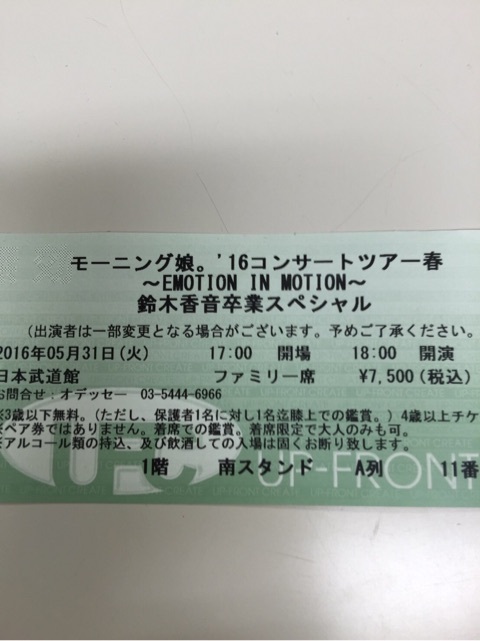 モーニング娘。'16コンサートツアー春
～EMOTION IN MOTION～
鈴木香音卒業スペシャル
(出演者は一部変更となる場合がございます。予めご了承ください。
2016年05月31日(火) 17:00 開場 18:00 開演
日本武道館 ファミリー席 ¥7,500(税込)
お問合せ：オデッセー 03-5444-6966
※3歳以下無料。(ただし、保護者1名に対し1名迄膝上での鑑賞。)4歳以上チケ
※ペア券ではありません。着席での鑑賞。着席限定で大人のみも可。
※アルコール類の持込、及び飲酒しての入場は固くお断り致します。
UP-FRONT
1階 南スタンド A列 11番